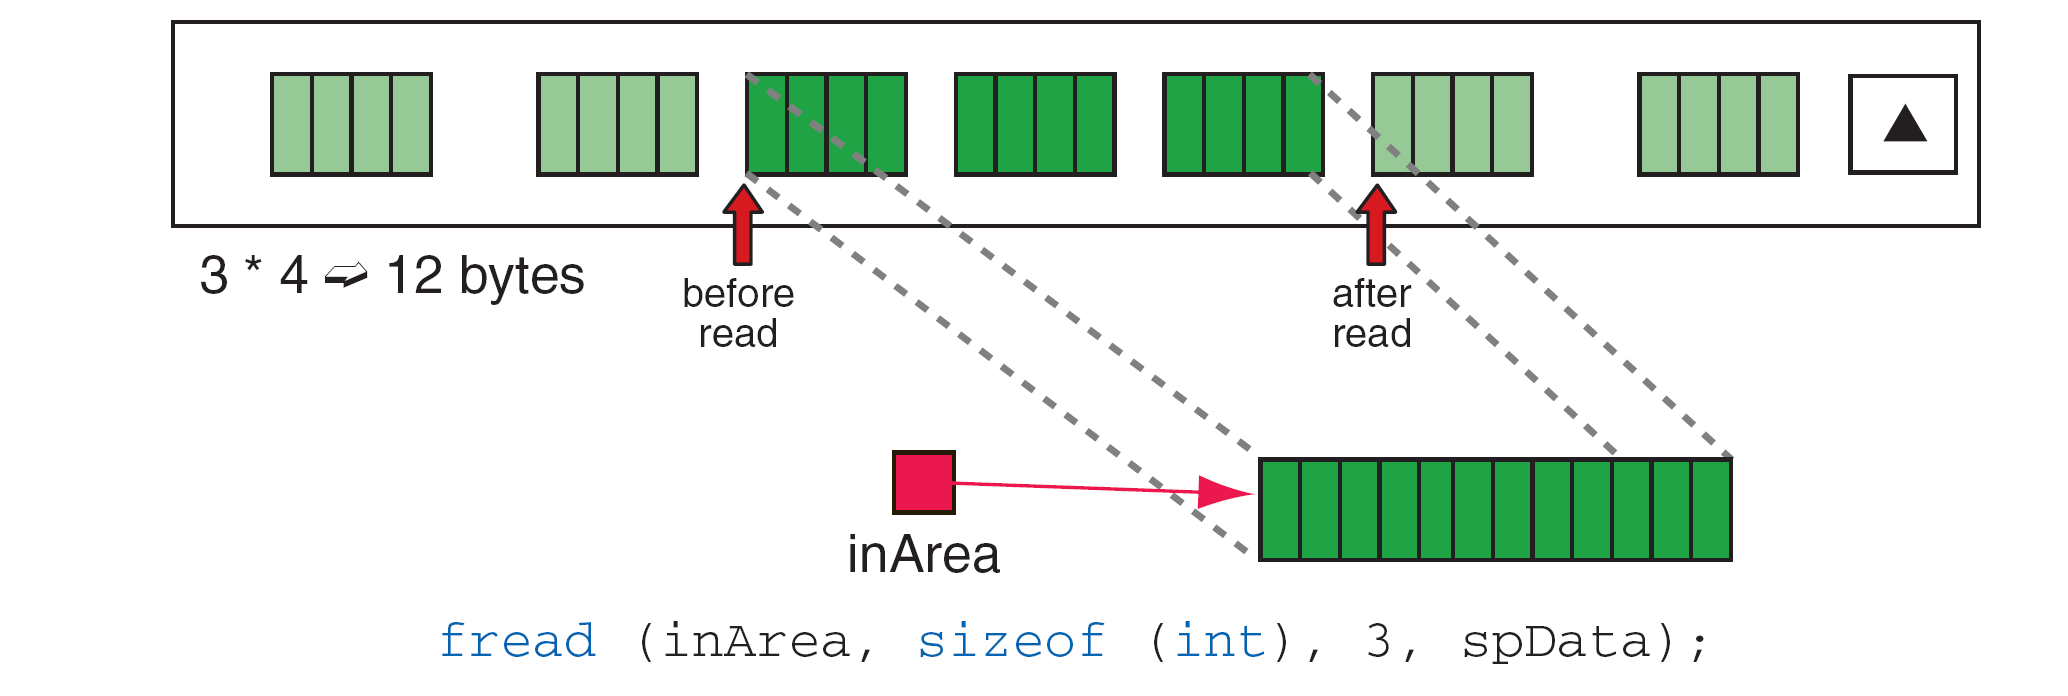 3 * 4 ➫ 12 bytes
before
read
after
read
inArea
fread (inArea, sizeof (int), 3, spData);